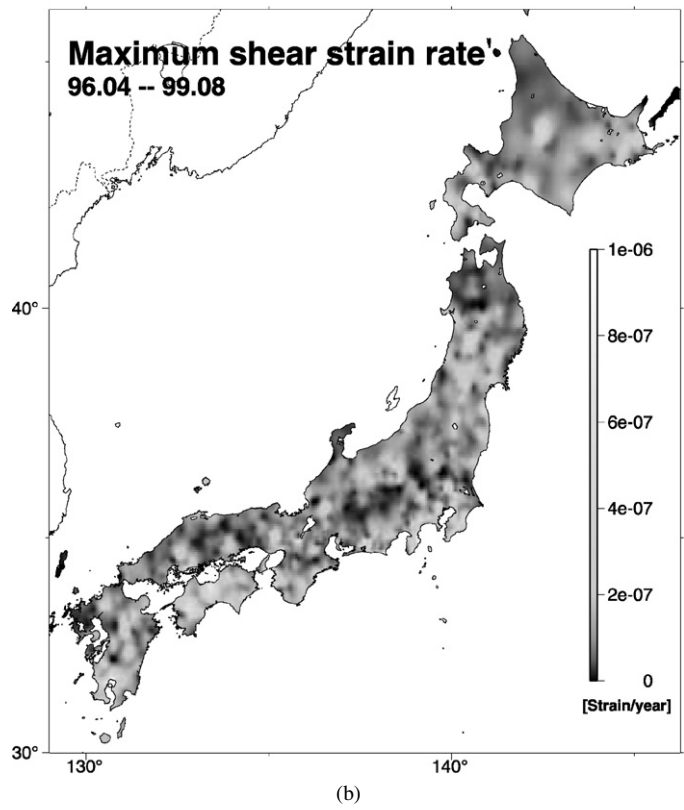 Maximum shear strain rate
96.04 -- 99.08
1e-06
40°
8e-07
6e-07
4e-07
2e-07
0
[Strain/year]
30°
130°
140°
(b)